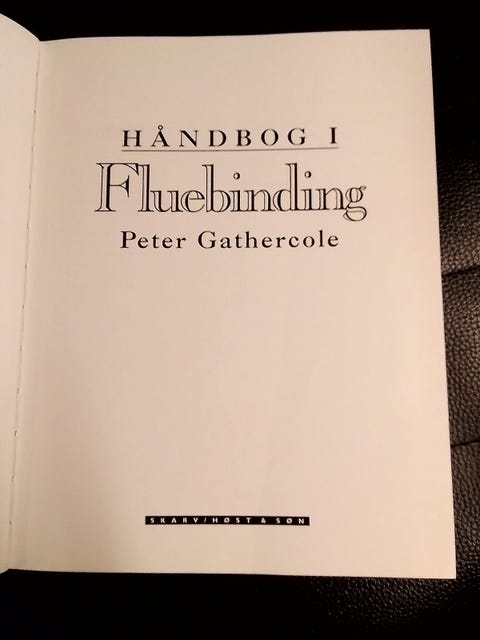 HÅNDBOG I
Fluebinding
Peter Gathercole
SKARV/HØST & SØN